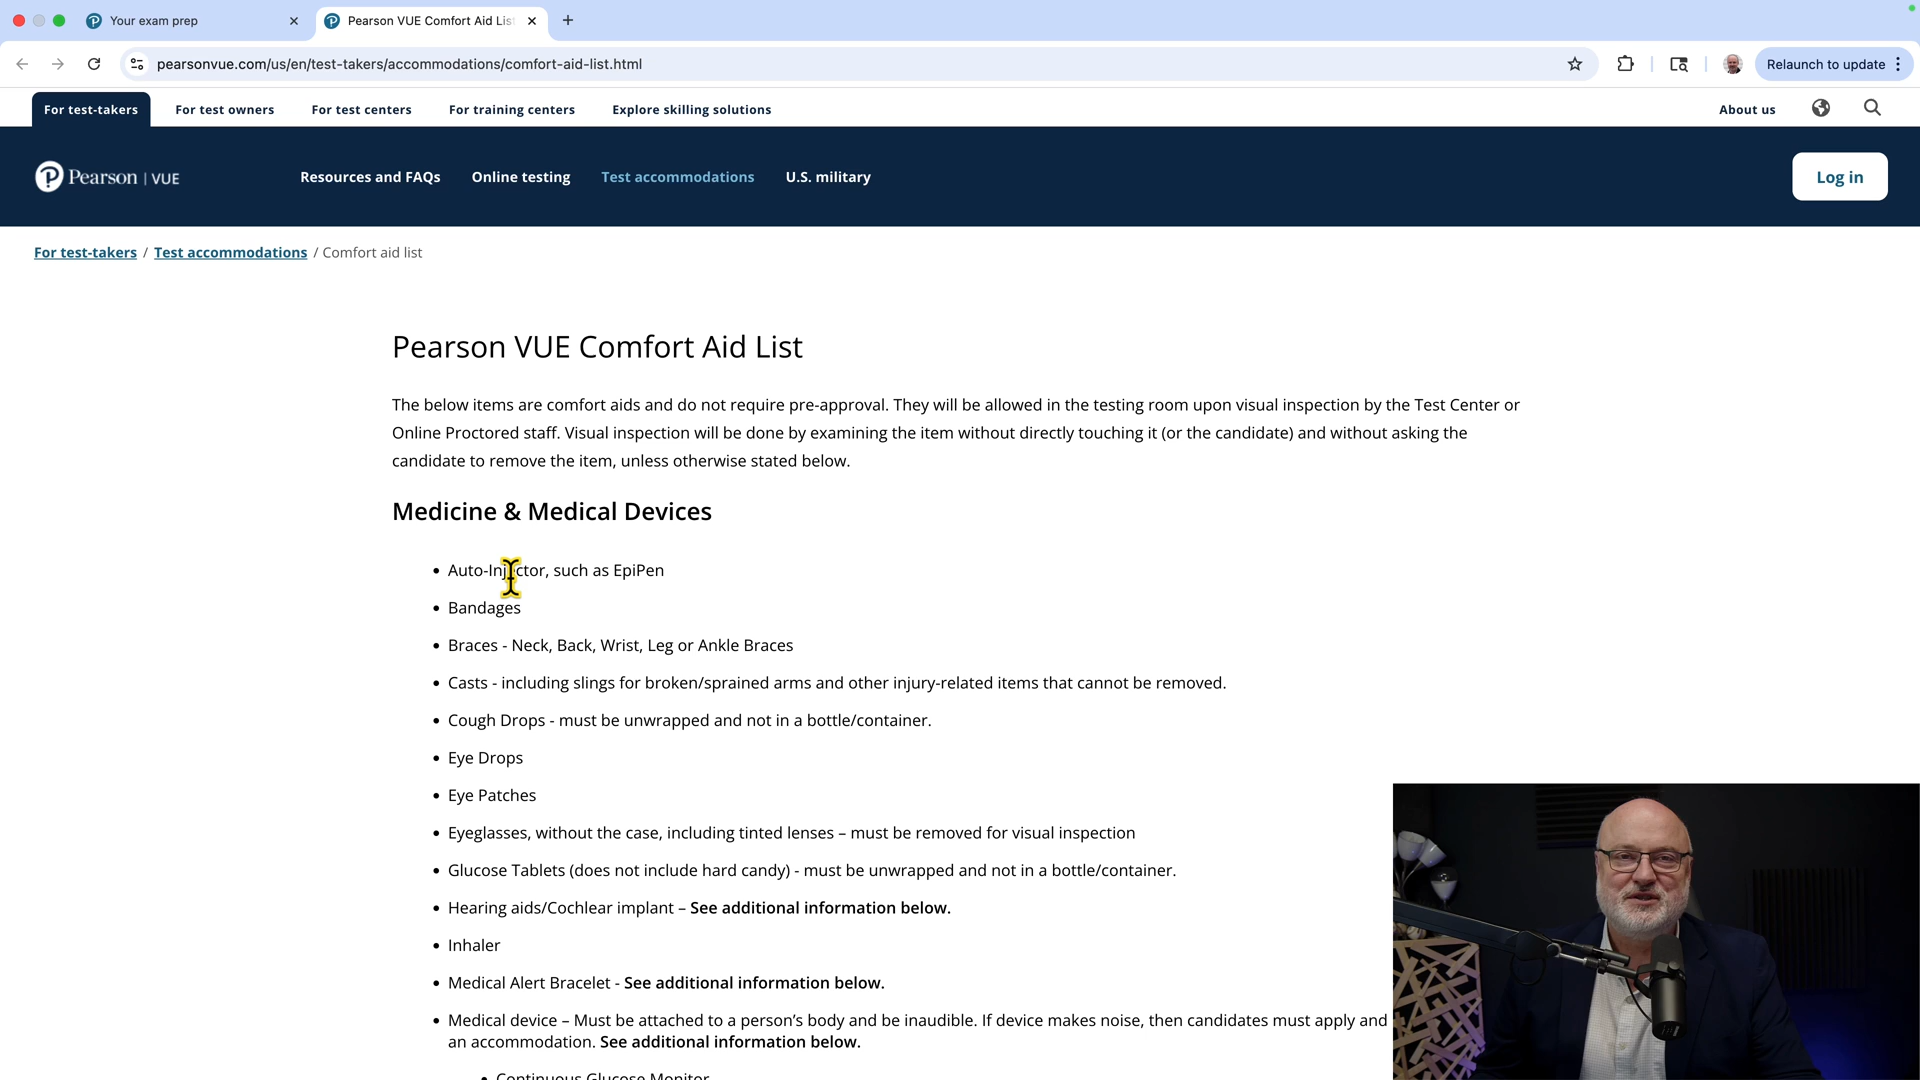 Your exam prep
Pearson VUE Comfort Aid Lis
pearsonvue.com/us/en/test-takers/accommodations/comfort-aid-list.html
Relaunch to update
For test-takers
For test owners
For test centers
For training centers
Explore skilling solutions
About us
Pearson | VUE
Resources and FAQs
Online testing
Test accommodations
U.S. military
Log in
For test-takers / Test accommodations / Comfort aid list
Pearson VUE Comfort Aid List
The below items are comfort aids and do not require pre-approval. They will be allowed in the testing room upon visual inspection by the Test Center or
Online Proctored staff. Visual inspection will be done by examining the item without directly touching it (or the candidate) and without asking the
candidate to remove the item, unless otherwise stated below.
Medicine & Medical Devices
• Auto-Injector, such as EpiPen
• Bandages
• Braces - Neck, Back, Wrist, Leg or Ankle Braces
• Casts - including slings for broken/sprained arms and other injury-related items that cannot be removed.
• Cough Drops - must be unwrapped and not in a bottle/container.
• Eye Drops
• Eye Patches
• Eyeglasses, without the case, including tinted lenses – must be removed for visual inspection
• Glucose Tablets (does not include hard candy) - must be unwrapped and not in a bottle/container.
• Hearing aids/Cochlear implant – See additional information below.
• Inhaler
• Medical Alert Bracelet - See additional information below.
• Medical device – Must be attached to a person's body and be inaudible. If device makes noise, then candidates must apply and
an accommodation. See additional information below.
• Continuous Glucose Monitor